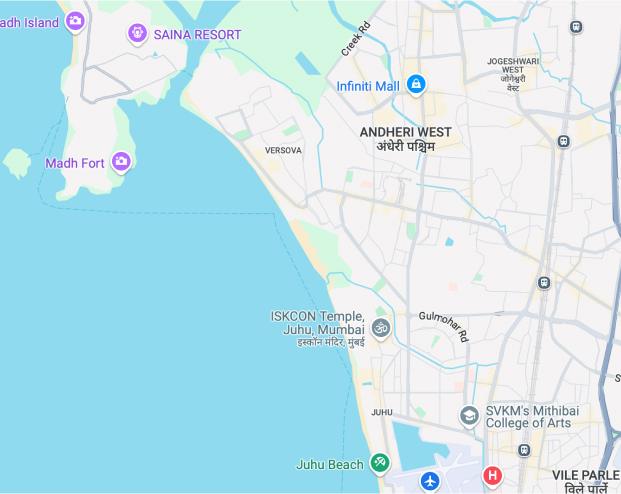 adh Island
SAINA RESORT
Creek Rd
Infiniti Mall
JOGESHWARI
WEST
जोगेश्वरी
वेस्ट
ANDHERI WEST
अंधेरी पश्चिम
VERSOVA
Madh Fort
ISKCON Temple,
Juhu, Mumbai
इस्कॉन मंदिर, मुंबई
Gulmohar Rd
S
JUHU
SVKM's Mithibai
College of Arts
Juhu Beach
H
VILE PARLE
विले पार्ले